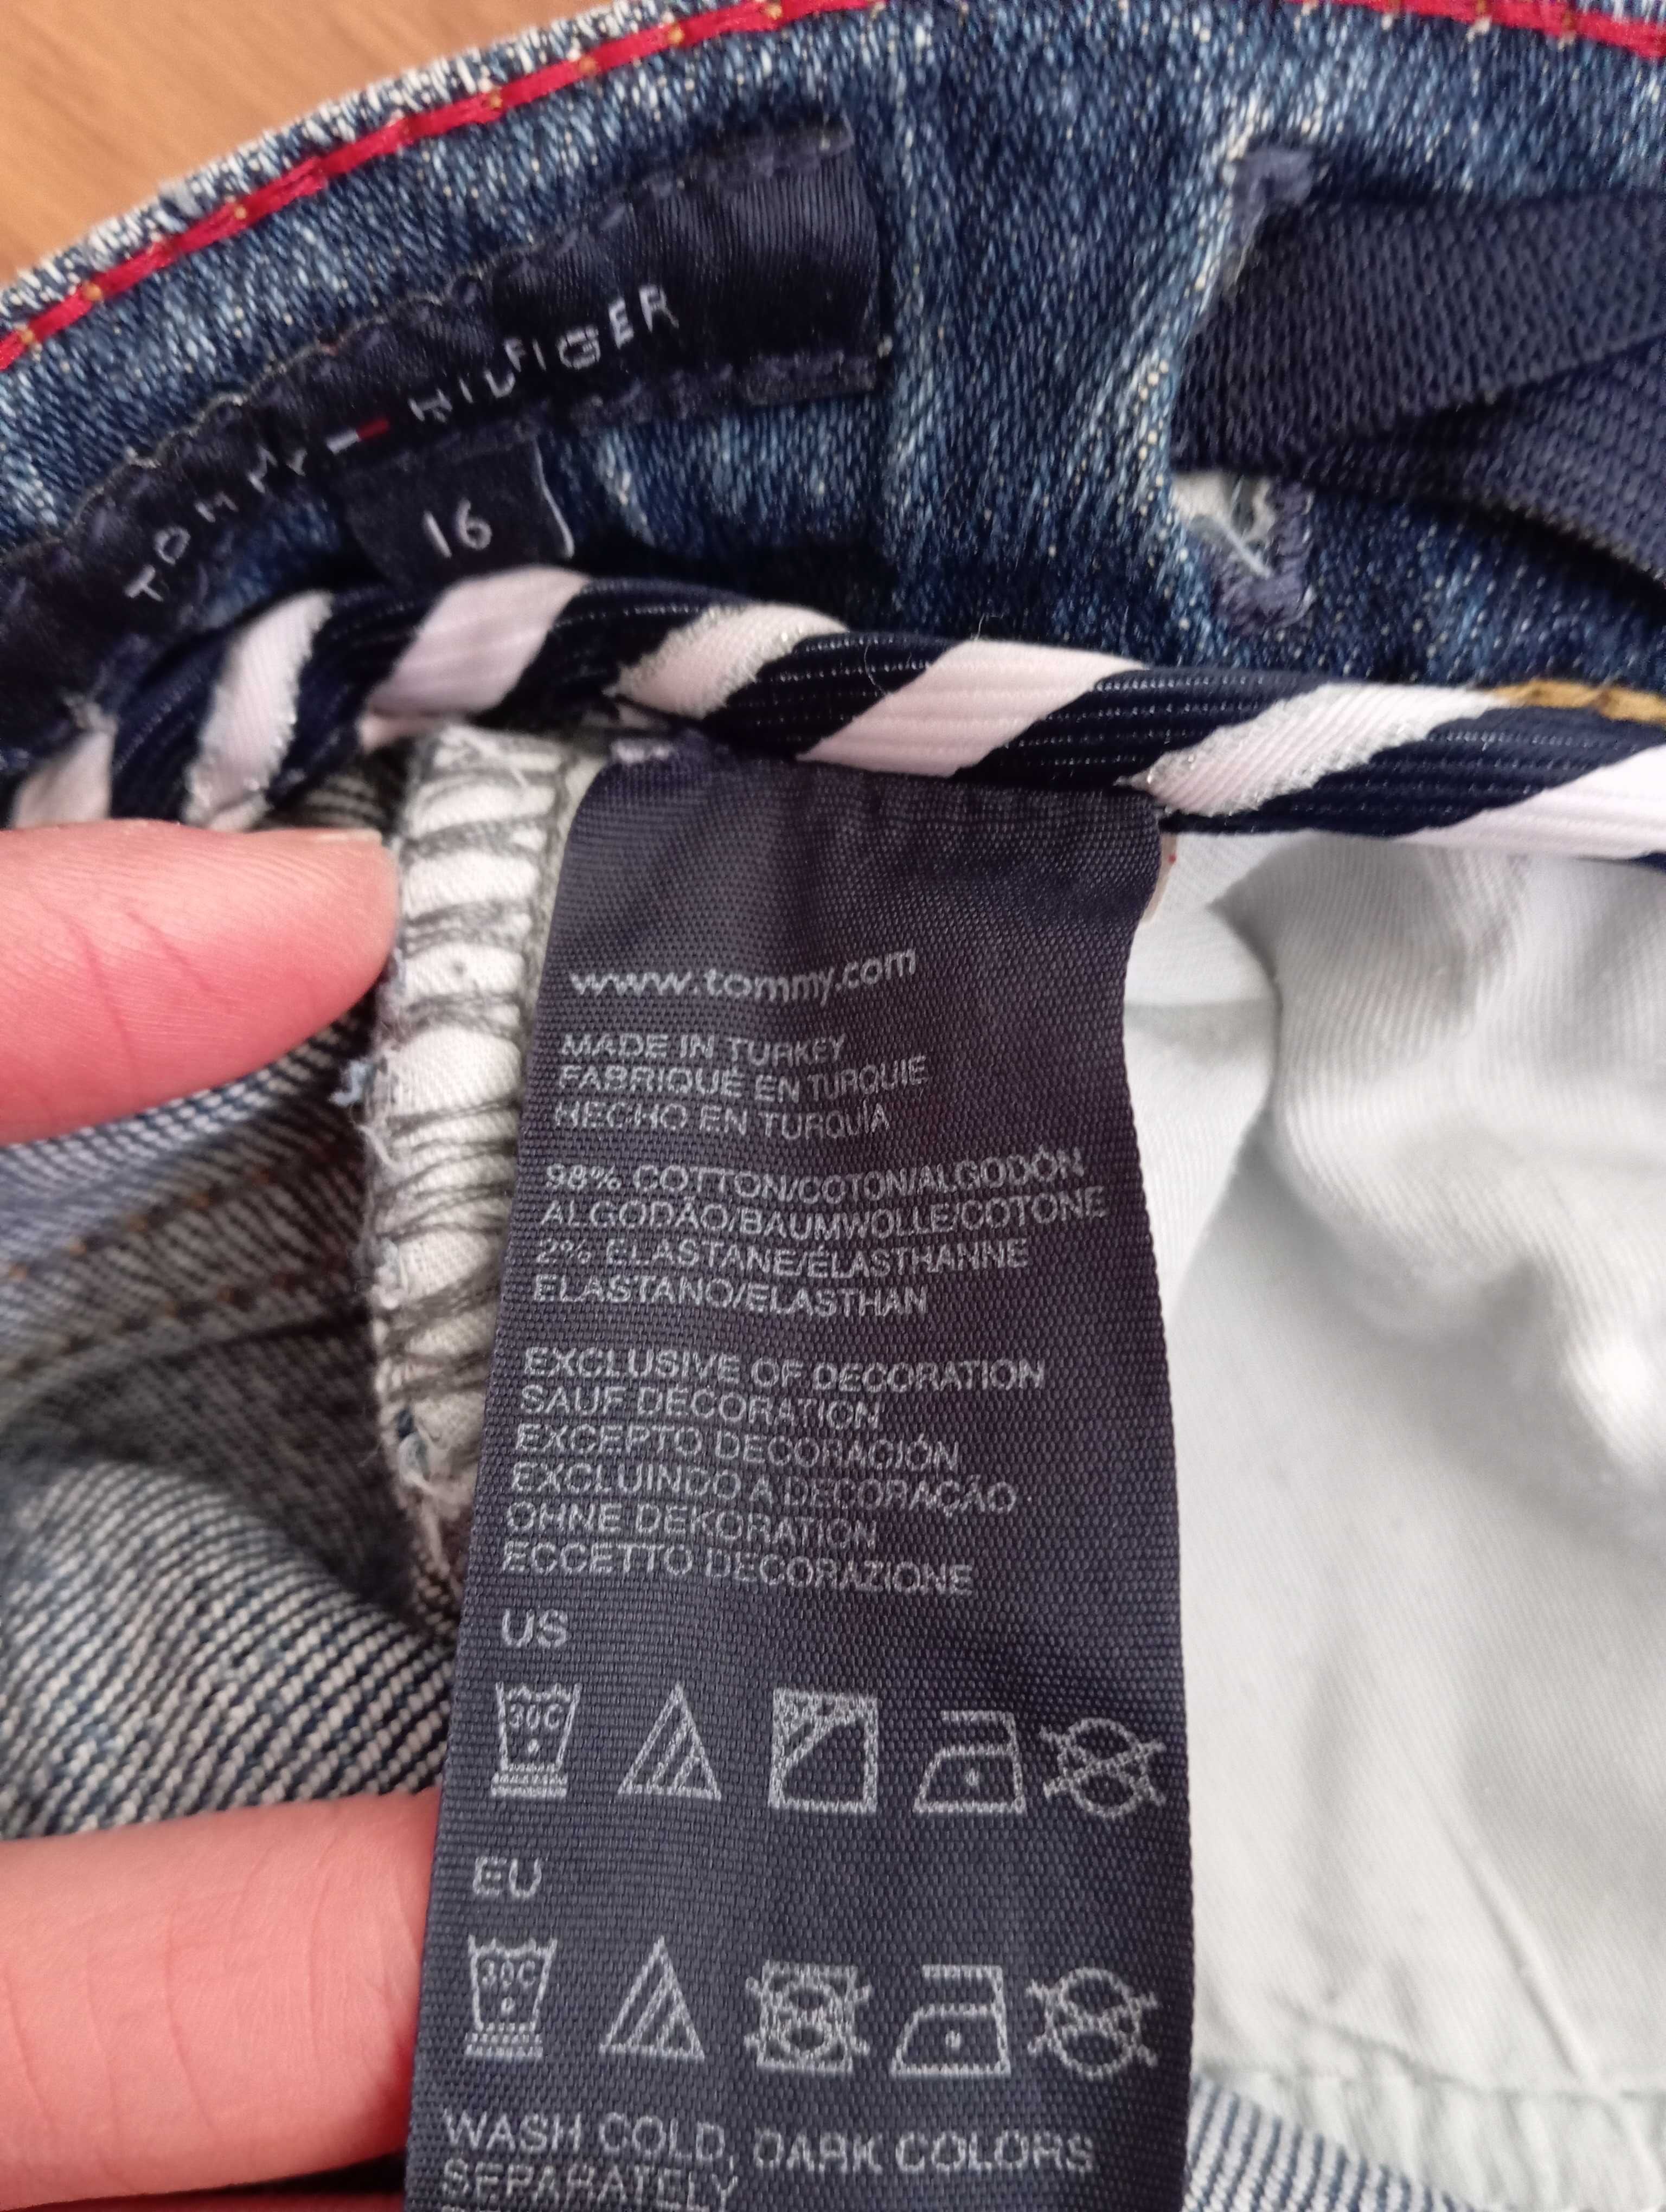 TOMMY HILFIGER
16
www.tommy.com
MADE IN TURKEY
FABRIQUÉ EN TURQUIE
HECHO EN TURQUÍA
98% COTTON/COTON/ALGODÓN
ALGODÃO/BAUMWOLLE/COTONE
2% ELASTANE/ÉLASTHANNE
ELASTANO/ELASTHAN
EXCLUSIVE OF DECORATION
SAUF DÉCORATION
EXCEPTO DECORACIÓN
EXCLUINDO A DECORAÇÃO
OHNE DEKORATION
ECCETTO DECORAZIONE
US
30C
EU
30C
WASH COLD, DARK COLORS
SEPARATELY